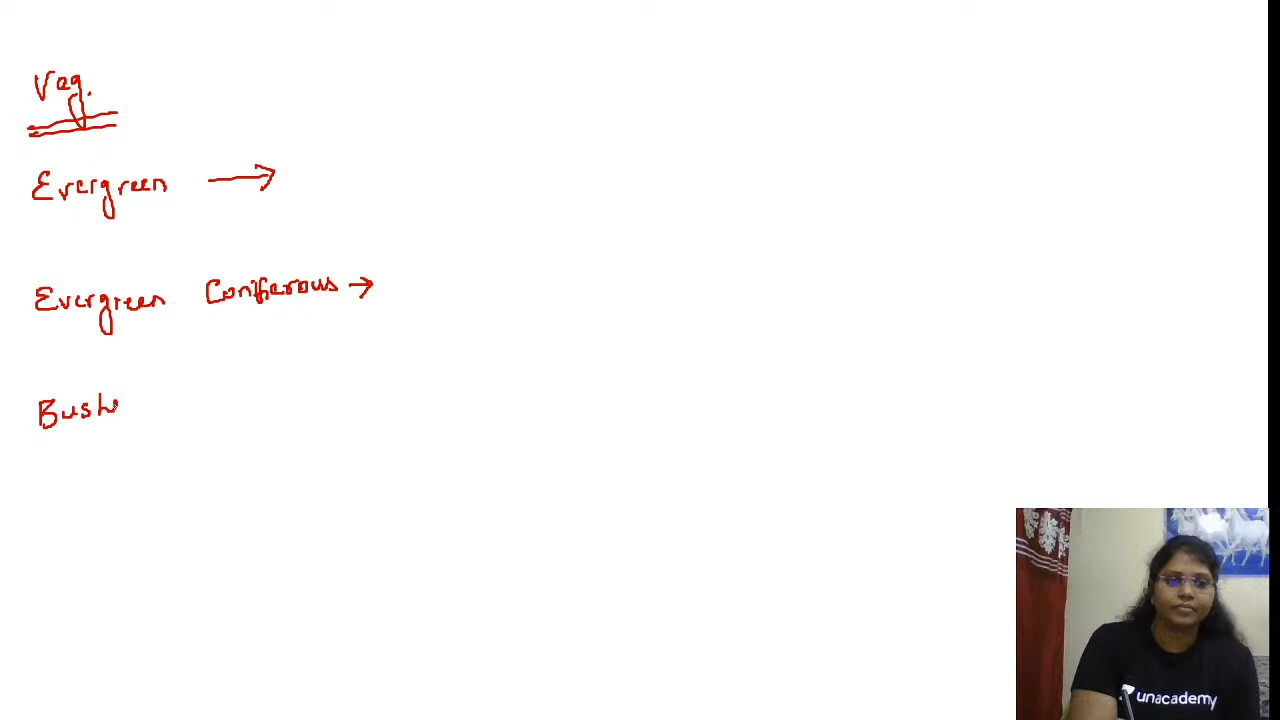 Veg.
Evergreen →
Evergreen Coniferous →
Bush
unacademy